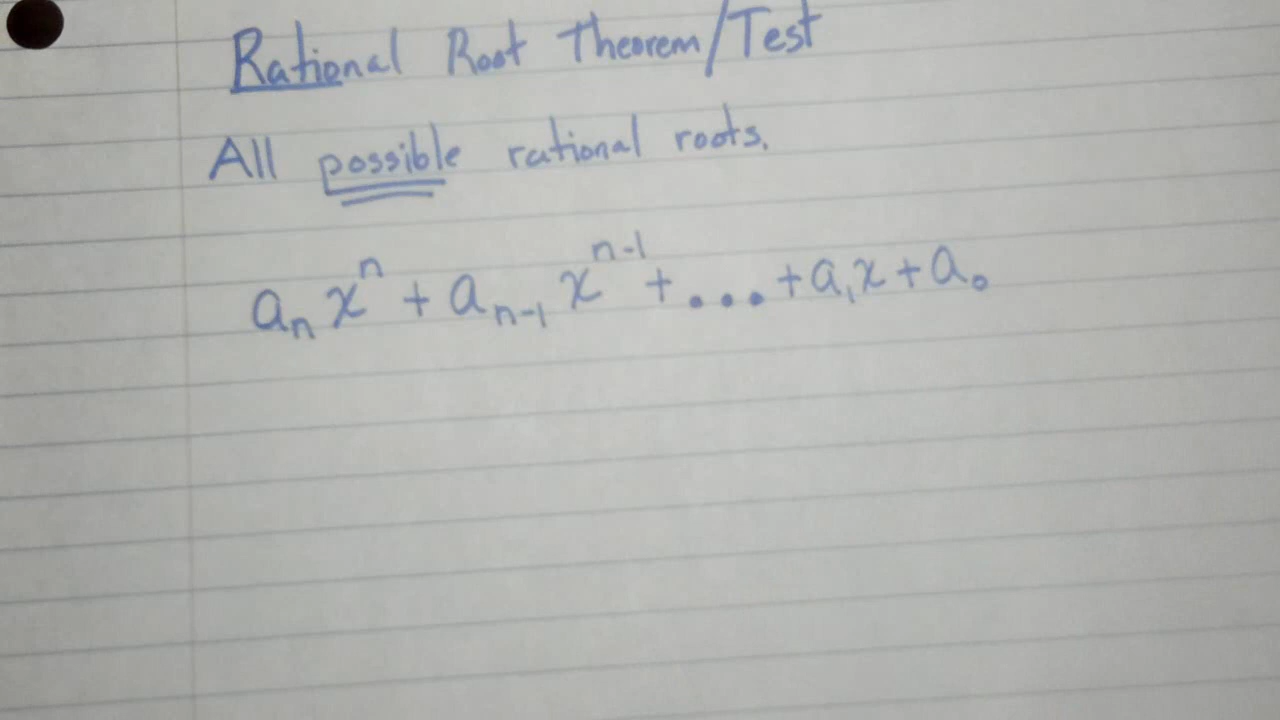 Rational Root Theorem/Test
All possible rational roots.
aₙxⁿ + aₙ₋₁xⁿ⁻¹ + ... + a₁x + a₀